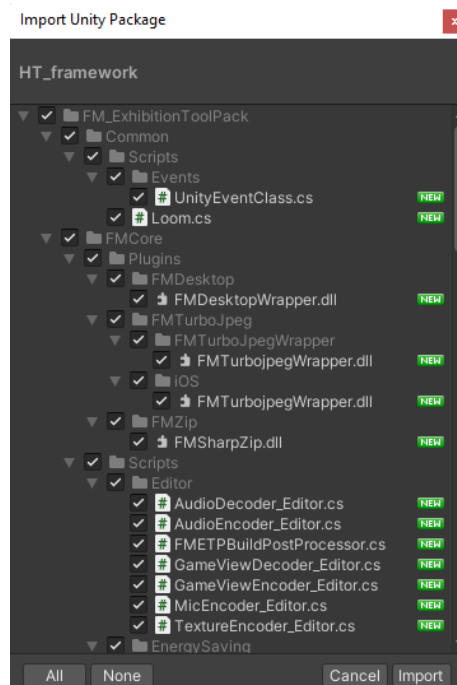 Import Unity Package
x
HT_framework
FM_ExhibitionToolPack
Common
Scripts
Events
# UnityEventClass.cs NEW
# Loom.cs NEW
FMCore
Plugins
FMDesktop
FMDesktopWrapper.dll NEW
FMTurboJpeg
FMTurboJpegWrapper
FMTurbojpegWrapper.dll NEW
iOS
FMTurbojpegWrapper.dll NEW
FMZip
FMSharpZip.dll NEW
Scripts
Editor
# AudioDecoder_Editor.cs NEW
# AudioEncoder_Editor.cs NEW
# FMETPBuildPostProcessor.cs NEW
# GameViewDecoder_Editor.cs NEW
# GameViewEncoder_Editor.cs NEW
# MicEncoder_Editor.cs NEW
# TextureEncoder_Editor.cs NEW
EnergySaving
All None Cancel Import